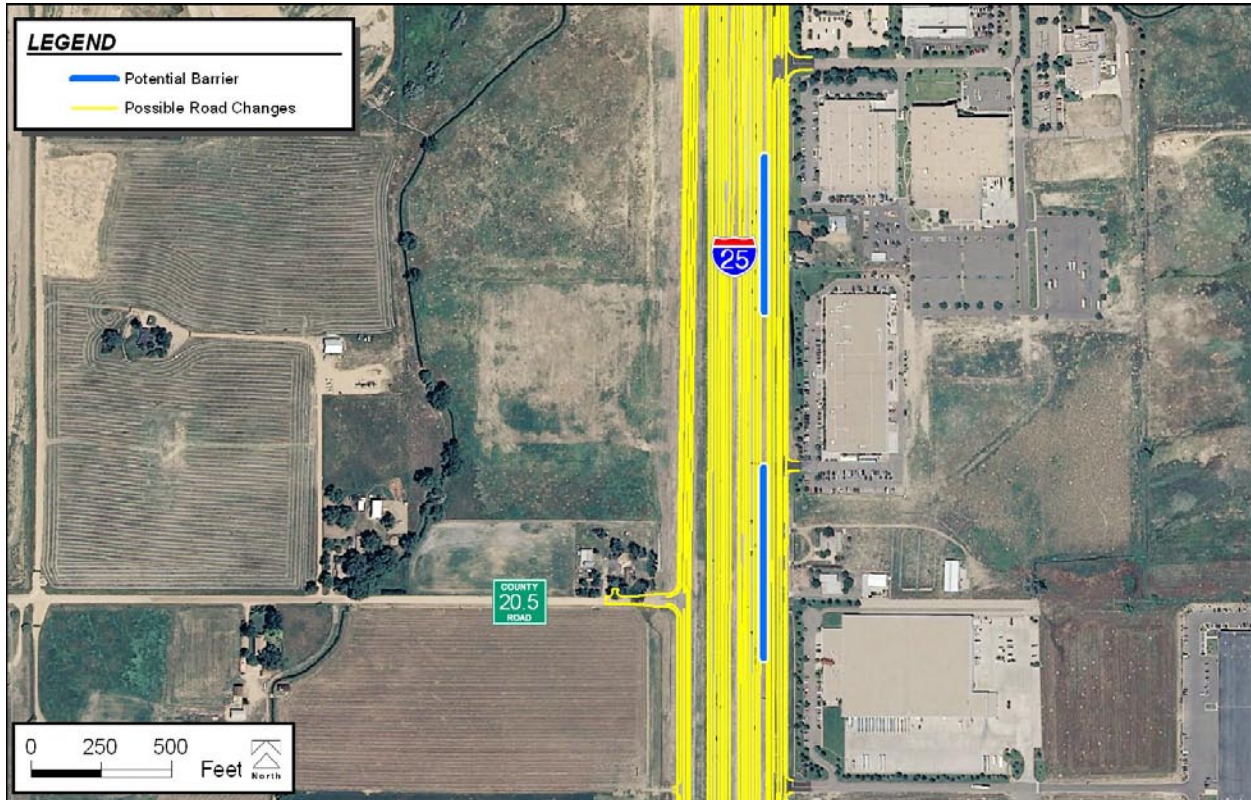 LEGEND
Potential Barrier
Possible Road Changes
25
COUNTY
20.5
ROAD
0 250 500
Feet
North